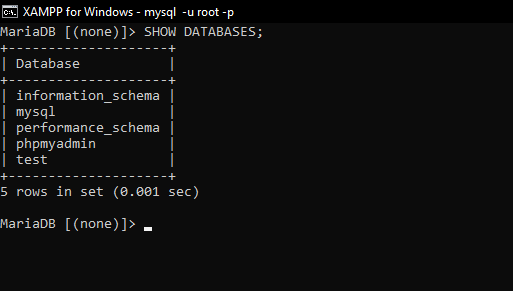 XAMPP for Windows - mysql  -u root -p
MariaDB [(none)]> SHOW DATABASES;
+--------------------+
| Database           |
+--------------------+
| information_schema |
| mysql              |
| performance_schema |
| phpmyadmin         |
| test               |
+--------------------+
5 rows in set (0.001 sec)
MariaDB [(none)]>